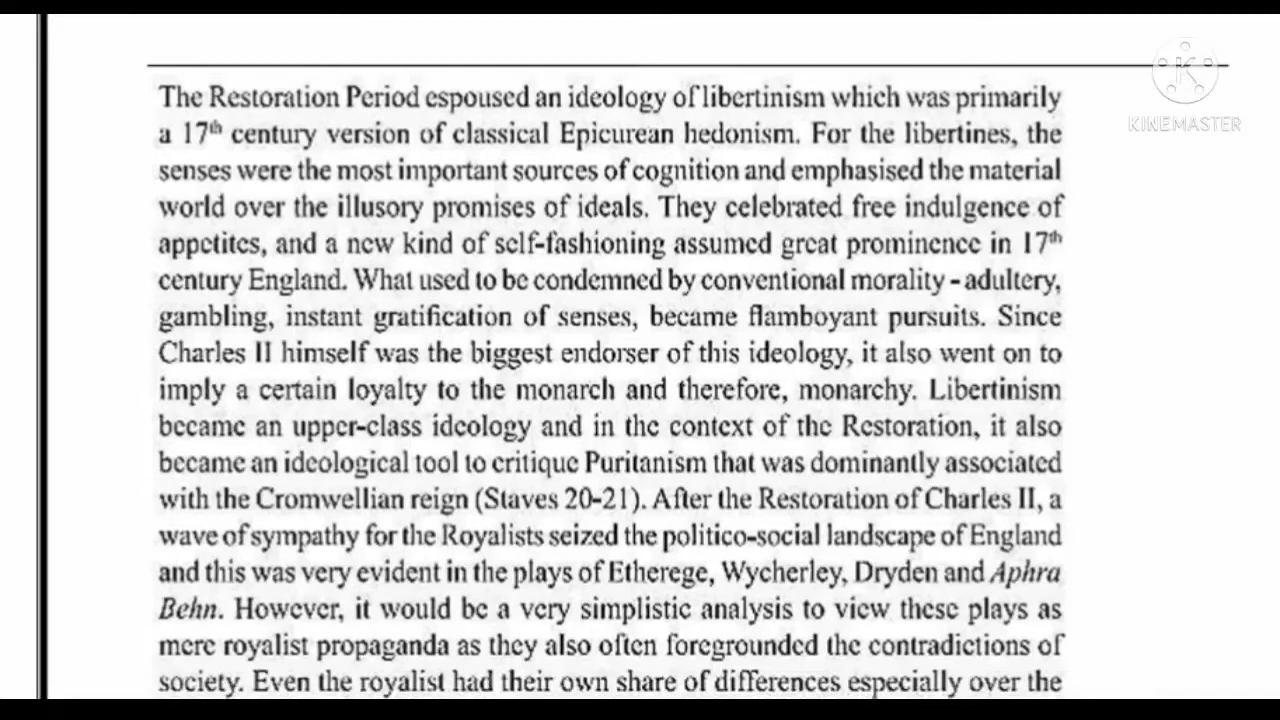 KINEMASTER
The Restoration Period espoused an ideology of libertinism which was primarily
a 17th century version of classical Epicurean hedonism. For the libertines, the
senses were the most important sources of cognition and emphasised the material
world over the illusory promises of ideals. They celebrated free indulgence of
appetites, and a new kind of self-fashioning assumed great prominence in 17th
century England. What used to be condemned by conventional morality - adultery,
gambling, instant gratification of senses, became flamboyant pursuits. Since
Charles II himself was the biggest endorser of this ideology, it also went on to
imply a certain loyalty to the monarch and therefore, monarchy. Libertinism
became an upper-class ideology and in the context of the Restoration, it also
became an ideological tool to critique Puritanism that was dominantly associated
with the Cromwellian reign (Staves 20-21). After the Restoration of Charles II, a
wave of sympathy for the Royalists seized the politico-social landscape of England
and this was very evident in the plays of Etherege, Wycherley, Dryden and Aphra
Behn. However, it would be a very simplistic analysis to view these plays as
mere royalist propaganda as they also often foregrounded the contradictions of
society. Even the royalist had their own share of differences especially over the